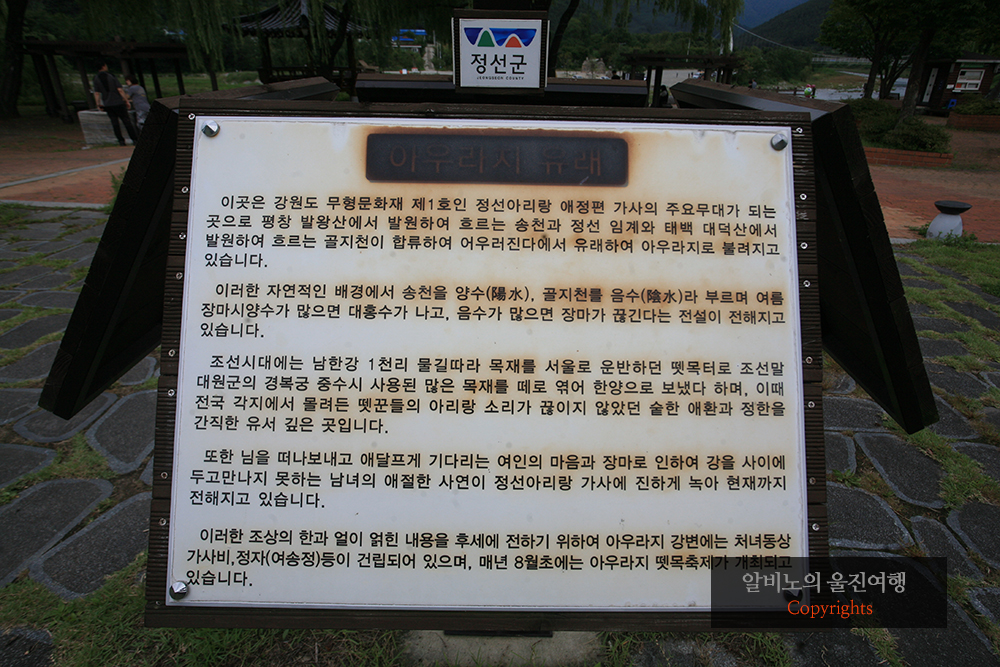 정선군
JEONGSEON COUNTY
아우라지 유래
이곳은 강원도 무형문화재 제1호인 정선아리랑 애정편 가사의 주요무대가 되는
곳으로 평창 발왕산에서 발원하여 흐르는 송천과 정선 임계와 태백 대덕산에서
발원하여 흐르는 골지천이 합류하여 어우러진다에서 유래하여 아우라지로 불려지고
있습니다.
이러한 자연적인 배경에서 송천을 양수(陽水), 골지천를 음수(陰水)라 부르며 여름
장마시양수가 많으면 대홍수가 나고, 음수가 많으면 장마가 끊긴다는 전설이 전해지고
있습니다.
조선시대에는 남한강 1천리 물길따라 목재를 서울로 운반하던 뗏목터로 조선말
대원군의 경복궁 중수시 사용된 많은 목재를 떼로 엮어 한양으로 보냈다 하며, 이때
전국 각지에서 몰려든 뗏꾼들의 아리랑 소리가 끊이지 않았던 숱한 애환과 정한을
간직한 유서 깊은 곳입니다.
또한 님을 떠나보내고 애달프게 기다리는 여인의 마음과 장마로 인하여 강을 사이에
두고만나지 못하는 남녀의 애절한 사연이 정선아리랑 가사에 진하게 녹아 현재까지
전해지고 있습니다.
이러한 조상의 한과 얼이 얽힌 내용을 후세에 전하기 위하여 아우라지 강변에는 처녀동상
가사비,정자(여송정)등이 건립되어 있으며, 매년 8월초에는 아우라지 뗏목축제가 개최되고
있습니다.
알비노의 울진여행
Copyrights